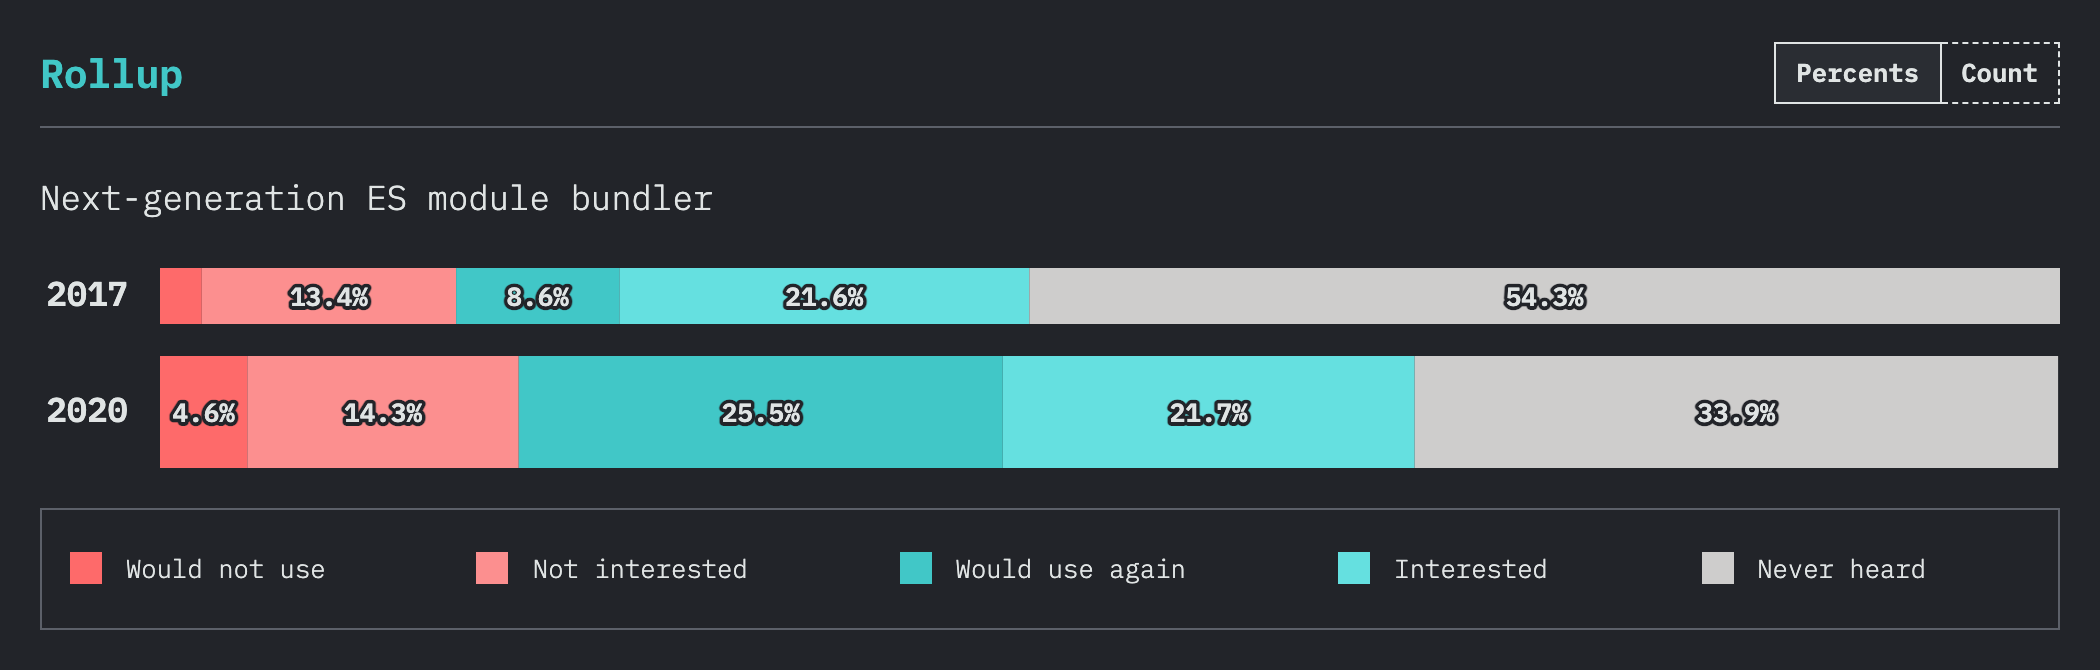 Rollup
Percents Count
Next-generation ES module bundler
2017 13.4% 8.6% 21.6% 54.3%
2020 4.6% 14.3% 25.5% 21.7% 33.9%
Would not use Not interested Would use again Interested Never heard